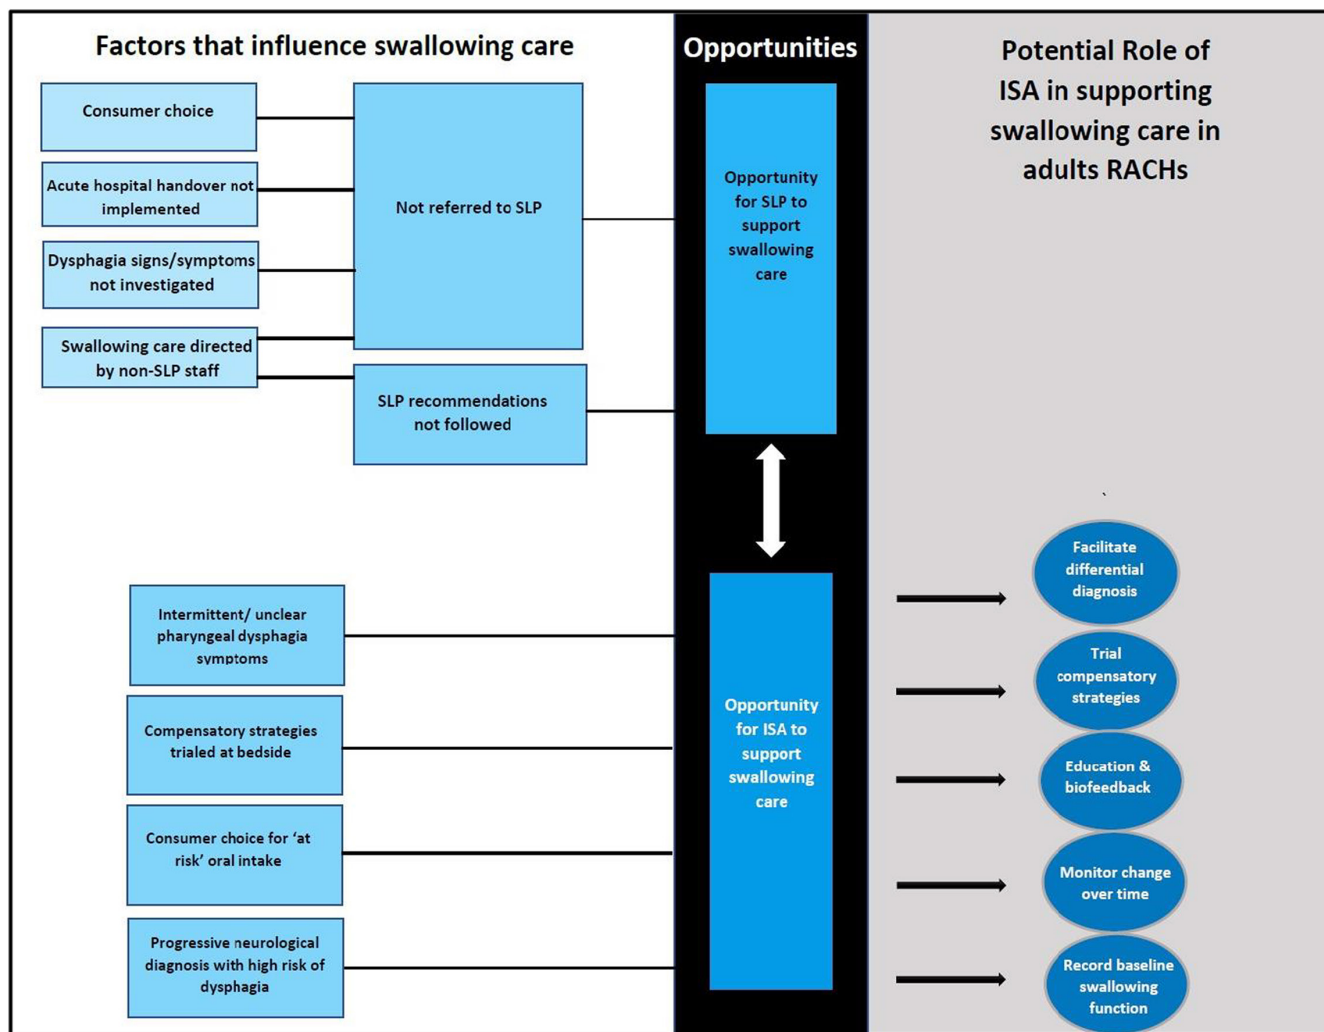 Factors that influence swallowing care
Consumer choice
Acute hospital handover not
implemented
Dysphagia signs/symptoms
not investigated
Swallowing care directed
by non-SLP staff
Not referred to SLP
SLP recommendations
not followed
Intermittent/ unclear
pharyngeal dysphagia
symptoms
Compensatory strategies
trialed at bedside
Consumer choice for ‘at
risk’ oral intake
Progressive neurological
diagnosis with high risk of
dysphagia
Opportunities
Opportunity
for SLP to
support
swallowing
care
Opportunity
for ISA to
support
swallowing
care
Potential Role of
ISA in supporting
swallowing care in
adults RACHs
`
Facilitate
differential
diagnosis
Trial
compensatory
strategies
Education &
biofeedback
Monitor change
over time
Record baseline
swallowing
function